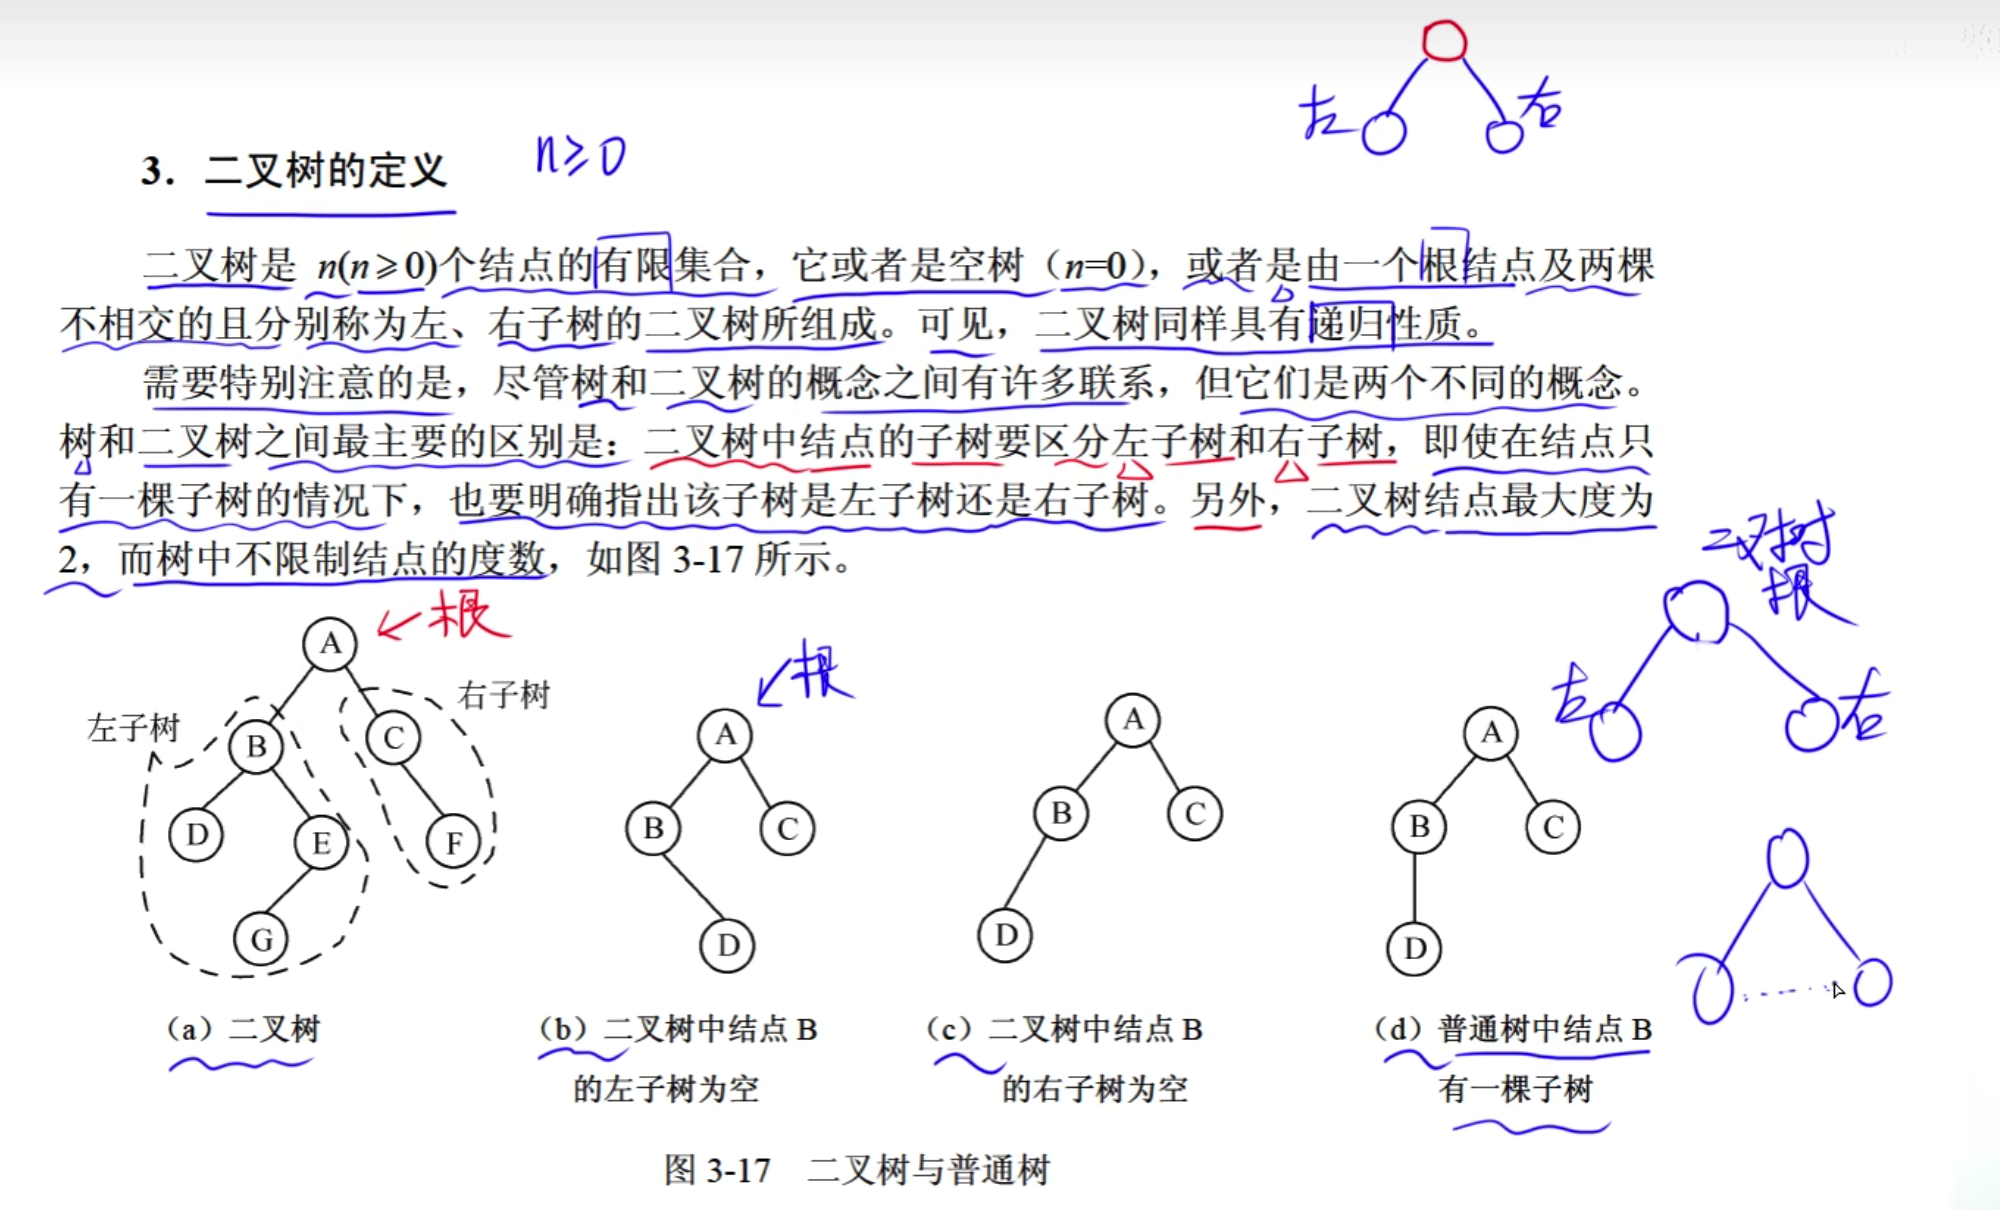 左 右
3. 二叉树的定义 n≥0
二叉树是 n(n≥0)个结点的有限集合，它或者是空树（n=0），或者是由一个根结点及两棵
不相交的且分别称为左、右子树的二叉树所组成。可见，二叉树同样具有递归性质。
需要特别注意的是，尽管树和二叉树的概念之间有许多联系，但它们是两个不同的概念。
树和二叉树之间最主要的区别是：二叉树中结点的子树要区分左子树和右子树，即使在结点只
有一棵子树的情况下，也要明确指出该子树是左子树还是右子树。另外，二叉树结点最大度为
2，而树中不限制结点的度数，如图 3-17 所示。
二叉树
根
左 右
根
左子树
右子树
A
B C
D E F
G
根
A
B C
D
A
B C
D
A
B C
D
（a）二叉树
（b）二叉树中结点 B
的左子树为空
（c）二叉树中结点 B
的右子树为空
（d）普通树中结点 B
有一棵子树
图 3-17 二叉树与普通树